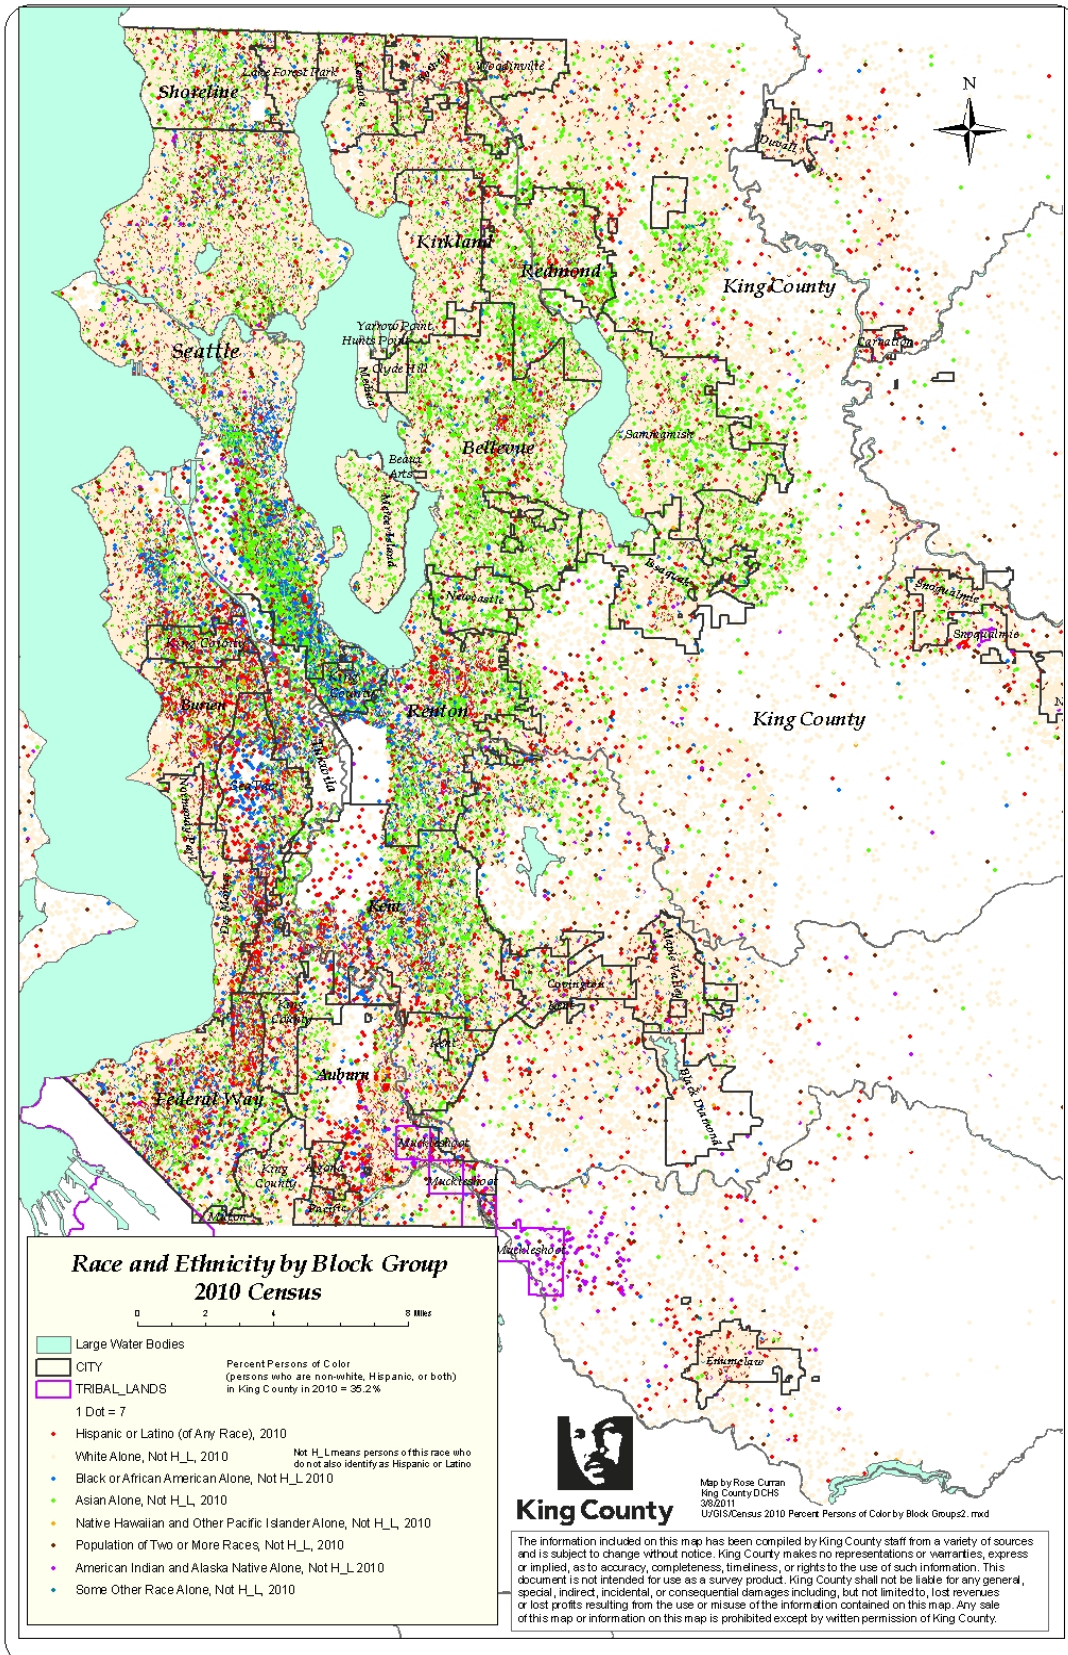 N
Lake Forest Park
Kenmore
Woodinville
Shoreline
Duvall
Kirkland
Redmond
King County
Yarrow Point
Hunts Point
Carnation
Seattle
Clyde Hill
Medina
Sammamish
Bellevue
Beaux
Arts
Mercer Island
Issaquah
Newcastle
Snoqualmie
Snoqualmie
King County
King
County
Burien
Renton
King County
N
Tukwila
SeaTac
Normandy Park
Kent
Des Moines
Maple Valley
Covington
Kent
King
County
Kent
Auburn
Black Diamond
Federal Way
Muckleshoot
King
County
Algona
Muckleshoot
Pacific
Milton
Muckleshoot
Enumclaw
Race and Ethnicity by Block Group
2010 Census
0 2 4 8 Miles
Large Water Bodies
CITY
TRIBAL_LANDS
Percent Persons of Color
(persons who are non-white, Hispanic, or both)
in King County in 2010 = 35.2%
1 Dot = 7
Hispanic or Latino (of Any Race), 2010
White Alone, Not H_L, 2010
Not H_L means persons of this race who
do not also identify as Hispanic or Latino
Black or African American Alone, Not H_L 2010
Asian Alone, Not H_L, 2010
Native Hawaiian and Other Pacific Islander Alone, Not H_L, 2010
Population of Two or More Races, Not H_L, 2010
American Indian and Alaska Native Alone, Not H_L 2010
Some Other Race Alone, Not H_L, 2010
King County
Map by Rose Curran
King County DCHS
3/8/2011
U:/GIS/Census 2010 Percent Persons of Color by Block Groups2.mxd
The information included on this map has been compiled by King County staff from a variety of sources
and is subject to change without notice. King County makes no representations or warranties, express
or implied, as to accuracy, completeness, timeliness, or rights to the use of such information. This
document is not intended for use as a survey product. King County shall not be liable for any general,
special, indirect, incidental, or consequential damages including, but not limited to, lost revenues
or lost profits resulting from the use or misuse of the information contained on this map. Any sale
of this map or information on this map is prohibited except by written permission of King County.